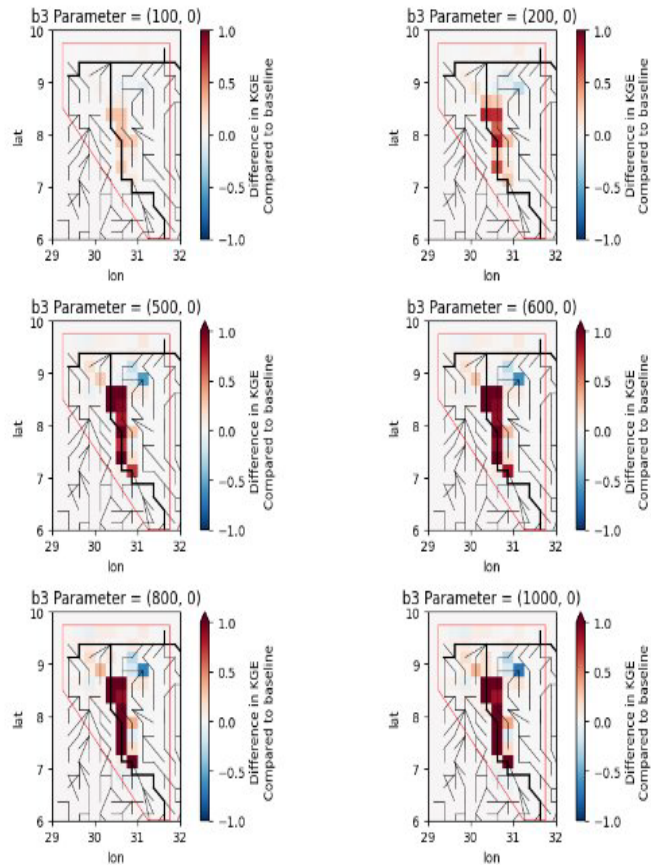 b3 Parameter = (100, 0)
10
9
8
7
6
29
30
31
32
lat
lon
1.0
0.5
0.0
−0.5
−1.0
Difference in KGE
Compared to baseline
b3 Parameter = (200, 0)
10
9
8
7
6
29
30
31
32
lat
lon
1.0
0.5
0.0
−0.5
−1.0
Difference in KGE
Compared to baseline
b3 Parameter = (500, 0)
10
9
8
7
6
29
30
31
32
lat
lon
1.0
0.5
0.0
−0.5
−1.0
Difference in KGE
Compared to baseline
b3 Parameter = (600, 0)
10
9
8
7
6
29
30
31
32
lat
lon
1.0
0.5
0.0
−0.5
−1.0
Difference in KGE
Compared to baseline
b3 Parameter = (800, 0)
10
9
8
7
6
29
30
31
32
lat
lon
1.0
0.5
0.0
−0.5
−1.0
Difference in KGE
Compared to baseline
b3 Parameter = (1000, 0)
10
9
8
7
6
29
30
31
32
lat
lon
1.0
0.5
0.0
−0.5
−1.0
Difference in KGE
Compared to baseline